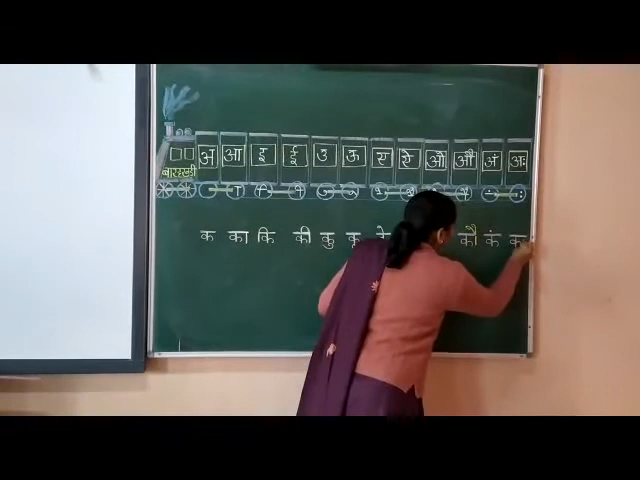 अ आ इ ई उ ऊ ए ऐ ओ औ अं अः
बारहखड़ी
क का कि की कु कू के कौ कं क